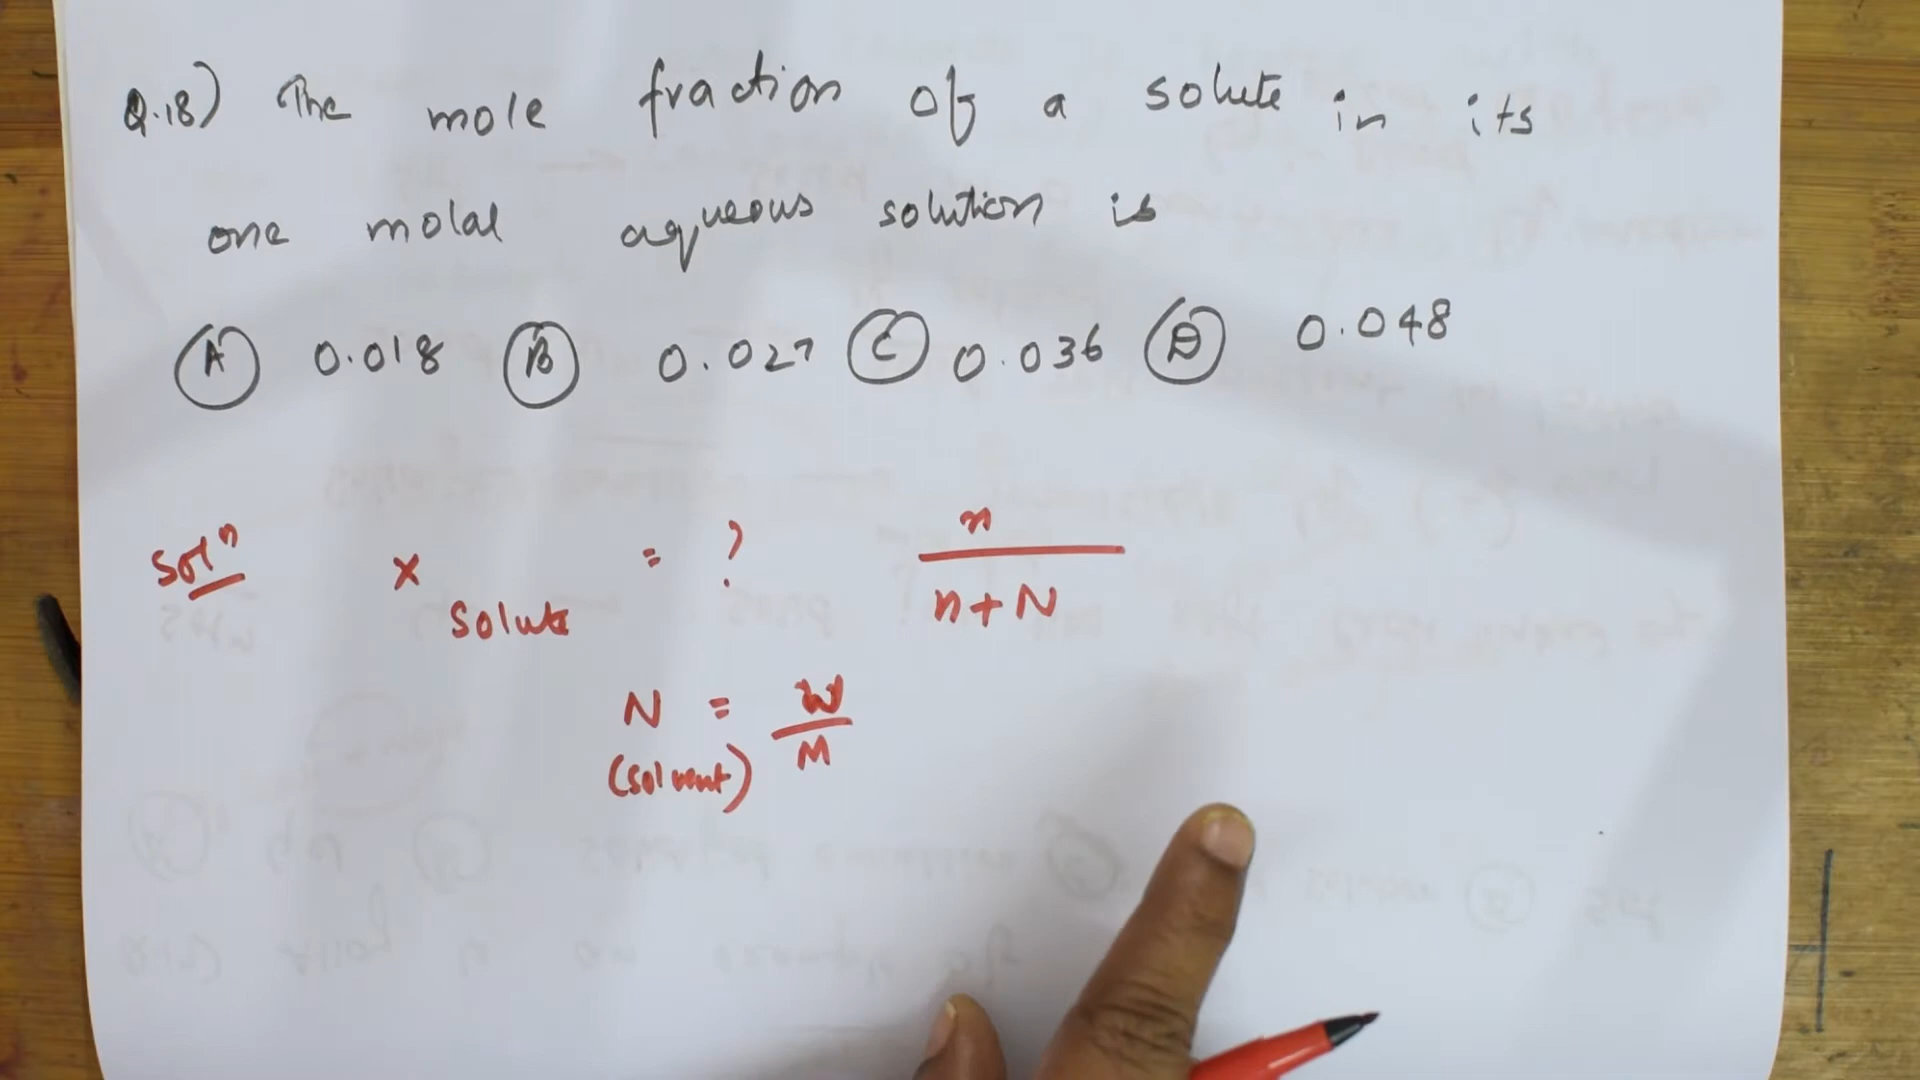 Q.18) The mole fraction of a solute in its
one molal aqueous solution is
(A) 0.018 (B) 0.027 (C) 0.036 (D) 0.048
Solⁿ x solute = ? n / n+N
N (solvent) = W / M